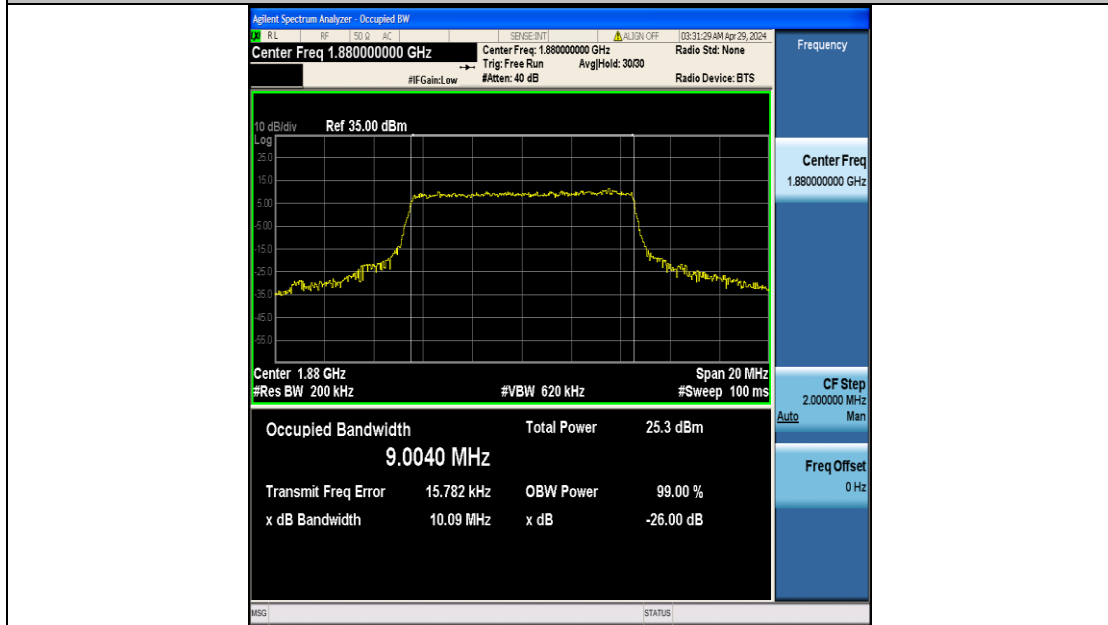 Agilent Spectrum Analyzer - Occupied BW
RL RF 50 Ω AC SENSE:INT ALIGN OFF 03:31:29 AM Apr 29, 2024
Center Freq 1.880000000 GHz
Center Freq: 1.880000000 GHz Radio Std: None
Trig: Free Run Avg|Hold: 30/30
#IFGain:Low #Atten: 40 dB Radio Device: BTS
10 dB/div Ref 35.00 dBm
Log
25.0
15.0
5.00
-5.00
-15.0
-25.0
-35.0
-45.0
-55.0
Center 1.88 GHz Span 20 MHz
#Res BW 200 kHz #VBW 620 kHz #Sweep 100 ms
Occupied Bandwidth Total Power 25.3 dBm
9.0040 MHz
Transmit Freq Error 15.782 kHz OBW Power 99.00 %
x dB Bandwidth 10.09 MHz x dB -26.00 dB
MSG STATUS
Frequency
Center Freq
1.880000000 GHz
CF Step
2.000000 MHz
Auto Man
Freq Offset
0 Hz